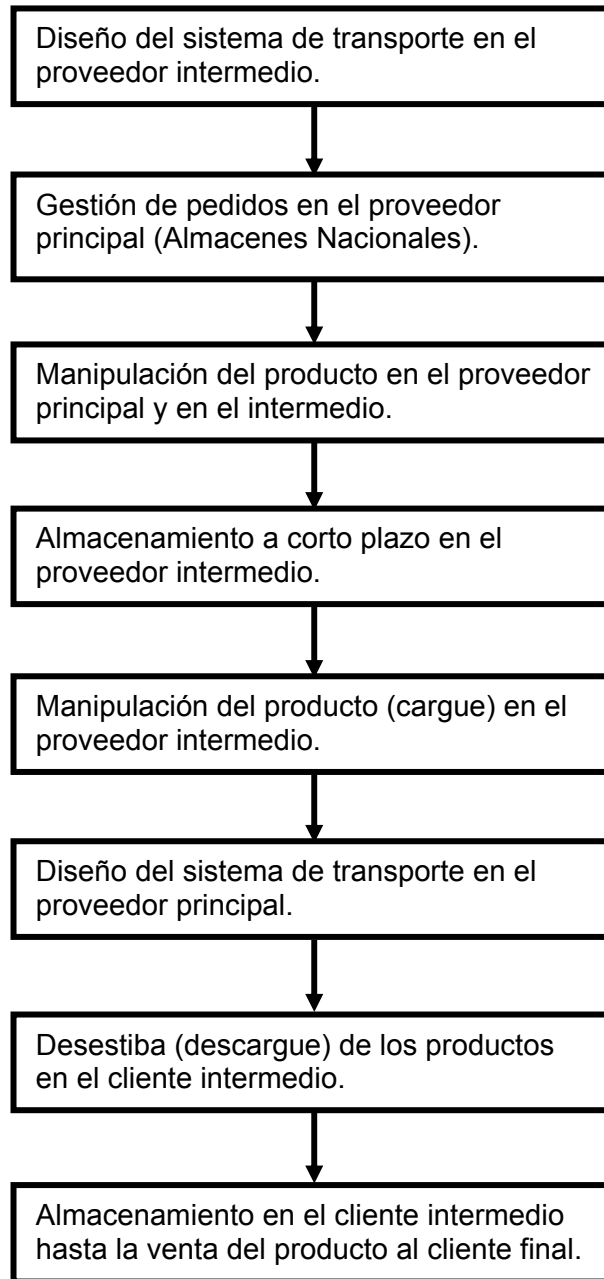 Diseño del sistema de transporte en el
proveedor intermedio.
Gestión de pedidos en el proveedor
principal (Almacenes Nacionales).
Manipulación del producto en el proveedor
principal y en el intermedio.
Almacenamiento a corto plazo en el
proveedor intermedio.
Manipulación del producto (cargue) en el
proveedor intermedio.
Diseño del sistema de transporte en el
proveedor principal.
Desestiba (descargue) de los productos
en el cliente intermedio.
Almacenamiento en el cliente intermedio
hasta la venta del producto al cliente final.